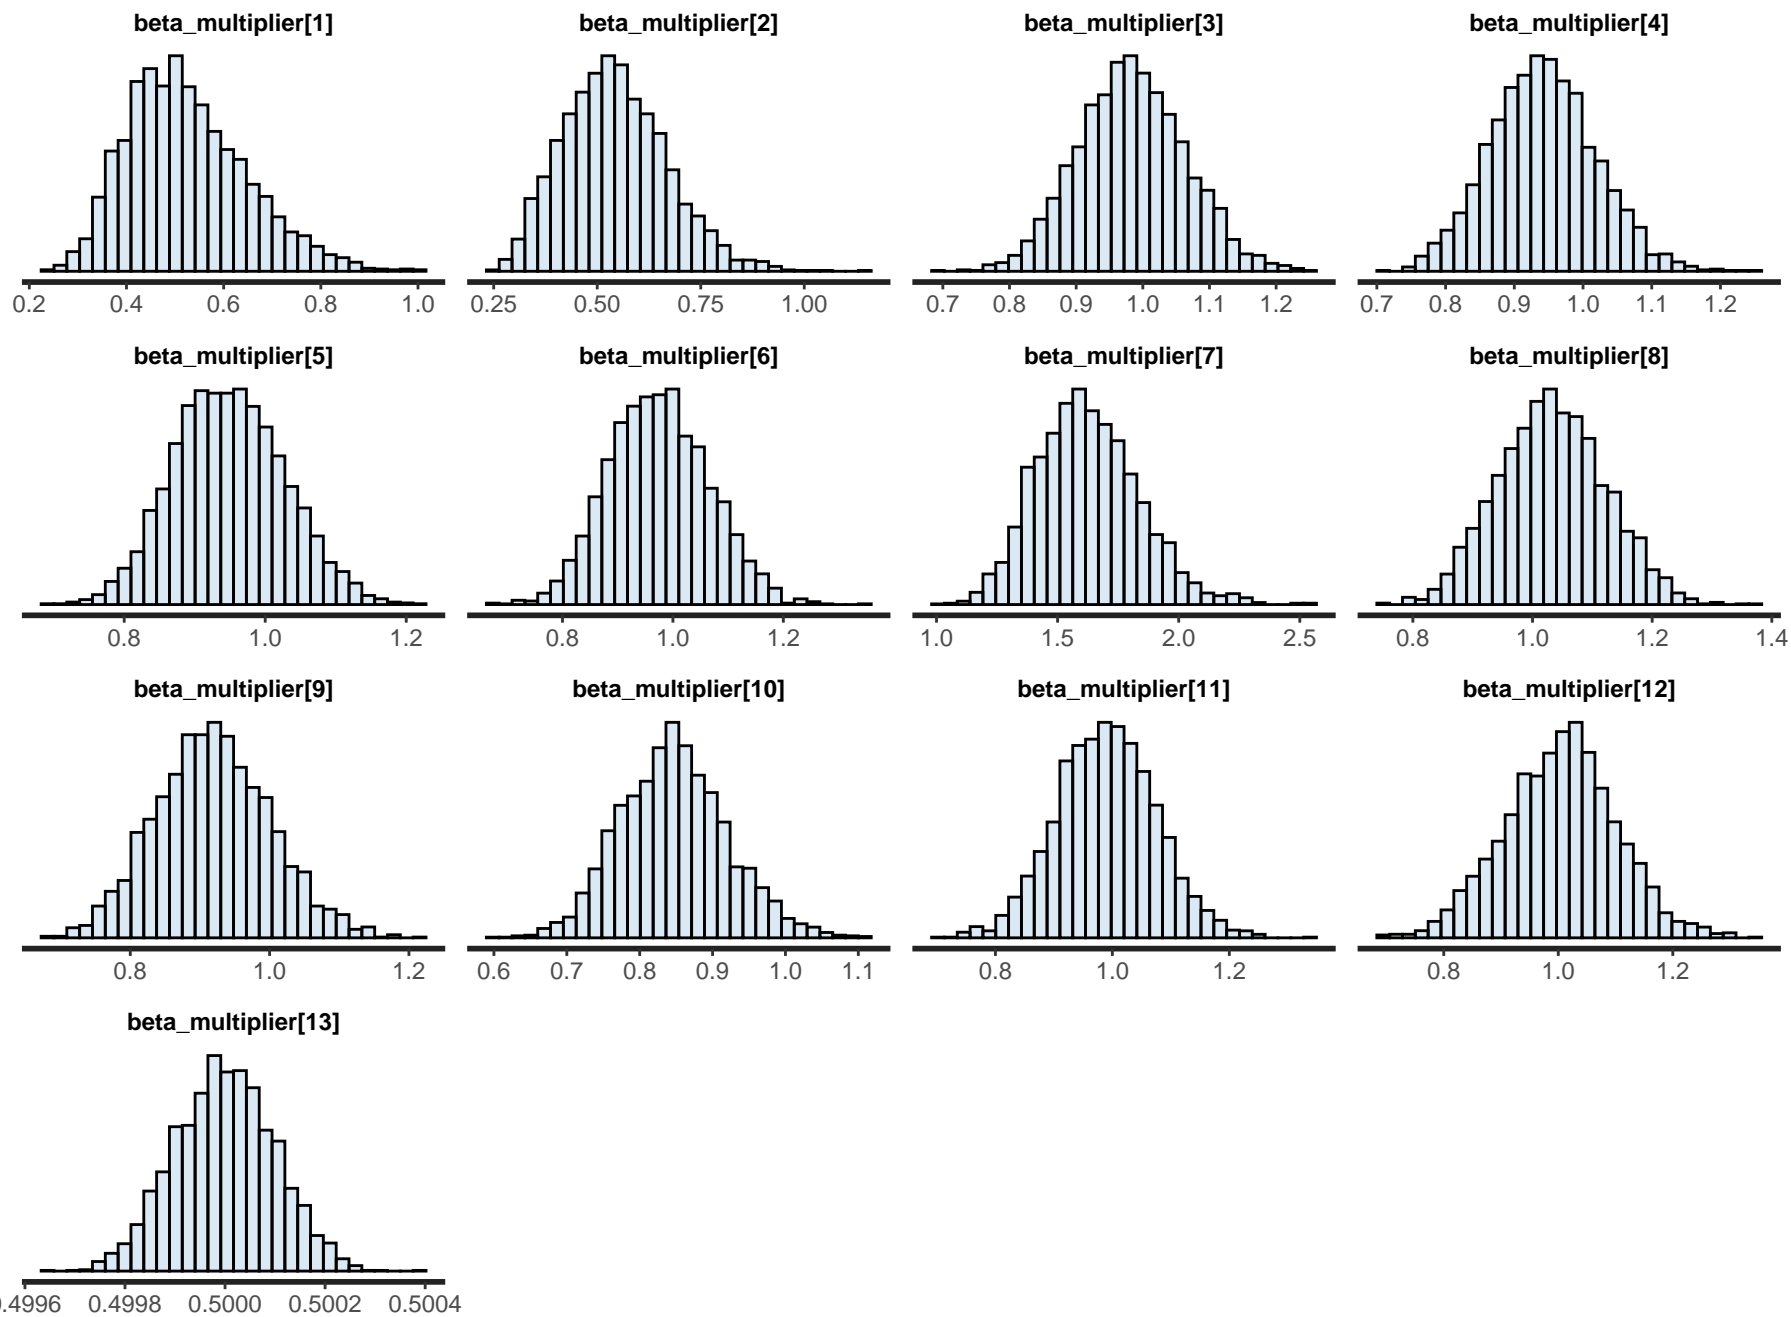 beta_multiplier[1] beta_multiplier[2] beta_multiplier[3] beta_multiplier[4]
0.2 0.4 0.6 0.8 1.0 0.25 0.50 0.75 1.00 0.7 0.8 0.9 1.0 1.1 1.2 0.7 0.8 0.9 1.0 1.1 1.2
beta_multiplier[5] beta_multiplier[6] beta_multiplier[7] beta_multiplier[8]
0.8 1.0 1.2 0.8 1.0 1.2 1.0 1.5 2.0 2.5 0.8 1.0 1.2 1.4
beta_multiplier[9] beta_multiplier[10] beta_multiplier[11] beta_multiplier[12]
0.8 1.0 1.2 0.6 0.7 0.8 0.9 1.0 1.1 0.8 1.0 1.2 0.8 1.0 1.2
beta_multiplier[13]
.4996 0.4998 0.5000 0.5002 0.5004